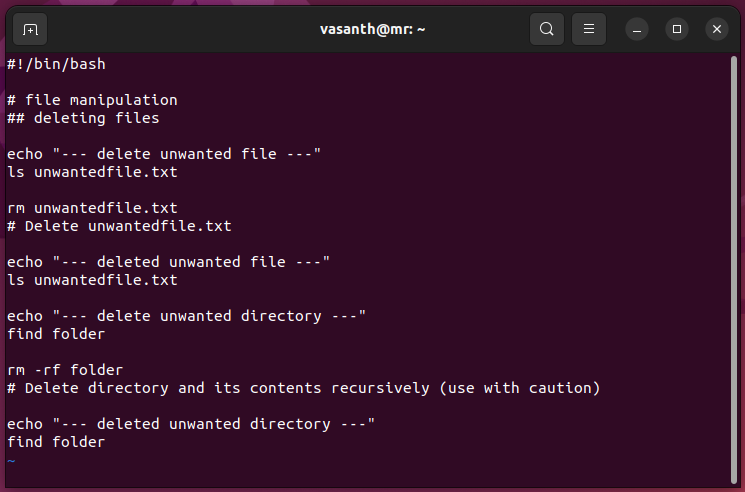 vasanth@mr: ~
#!/bin/bash
# file manipulation
## deleting files
echo "--- delete unwanted file ---"
ls unwantedfile.txt
rm unwantedfile.txt
# Delete unwantedfile.txt
echo "--- deleted unwanted file ---"
ls unwantedfile.txt
echo "--- delete unwanted directory ---"
find folder
rm -rf folder
# Delete directory and its contents recursively (use with caution)
echo "--- deleted unwanted directory ---"
find folder
~